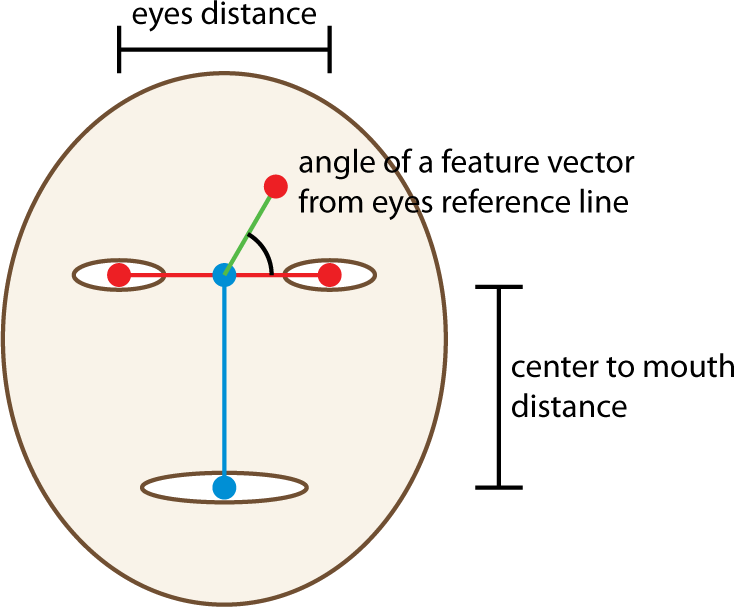 eyes distance
angle of a feature vector
from eyes reference line
center to mouth
distance